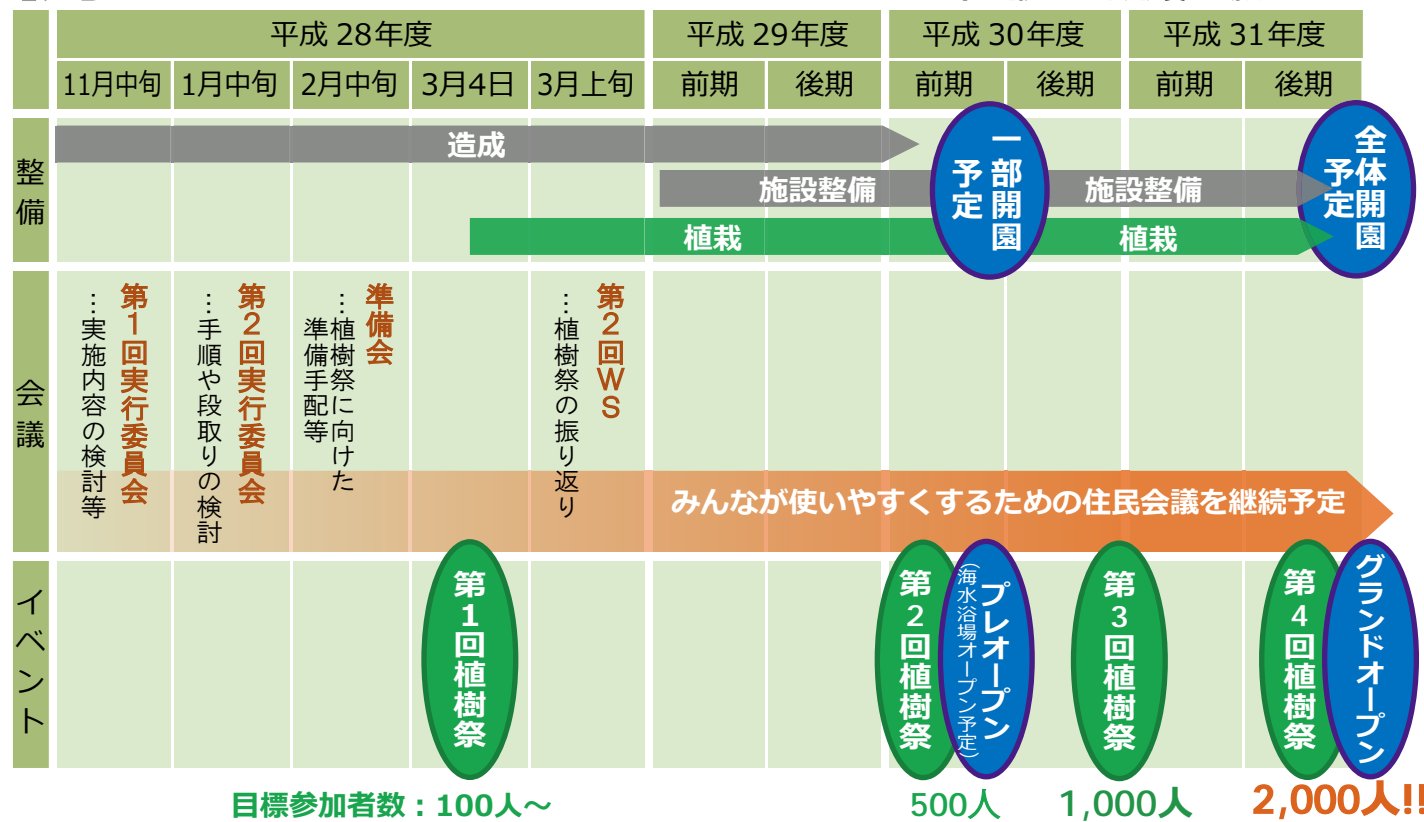 平成 28年度
平成 29年度
平成 30年度
平成 31年度
11月中旬
1月中旬
2月中旬
3月4日
3月上旬
前期
後期
前期
後期
前期
後期
整備
造成
施設整備
施設整備
植栽
植栽
一部開園
予定
全体開園
予定
会議
第1回実行委員会
…実施内容の検討等
第2回実行委員会
…手順や段取りの検討
準備会
…植樹祭に向けた
準備手配等
第2回WS
…植樹祭の振り返り
みんなが使いやすくするための住民会議を継続予定
イベント
第1回植樹祭
第2回植樹祭
プレオープン
(海水浴場オープン予定)
第3回植樹祭
第4回植樹祭
グランドオープン
目標参加者数:100人~
500人
1,000人
2,000人!!